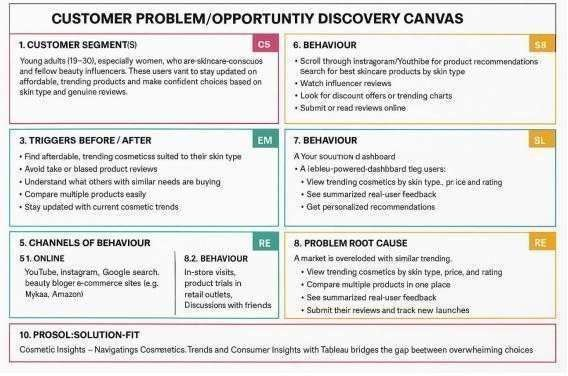 CUSTOMER PROBLEM/OPPORTUNTIY DISCOVERY CANVAS
1. CUSTOMER SEGMENT(S)
CS
Young adults (19–30), especially women, who are-skincare-conscuos
and fellow beauty influencers. These users vant to stay updated on
affordable, trending products and make confident choices based on
skin type and genuine reviews.
6. BEHAVIOUR
• Scroll through instragoram/Youthibe for product recommendations
search for best skincare products by skin type
• Watch influencer reviews
• Look for discount offers or trending charts
• Submit or read reviews online
3. TRIGGERS BEFORE / AFTER
EM
• Find affardable, trending cosmeticss suited to their skin type
• Avoid take or blased product reviews
• Understand what others with similar needs are buying
• Compare multiple products easily
• Stay updated with current cosmetic trends
7. BEHAVIOUR
SL
A Your soluтıon d ashboard
• A lebleu-powered-dashbbard tleg users:
• View trending cosmetics by skin type., pr ice and rating
• See summarized real-user feedback
• Get personalized recommendations
5. CHANNELS OF BEHAVIOUR
RE
51. ONLINE
YouTube, instagram, Google search.
beauty bloger e-commerce sites (e.g.
Mykaa, Amazon)
8.2. BEHAVIOUR
In-store visits,
product trials in
retail outlets,
Discussions with friends
8. PROBLEM ROOT CAUSE
RE
A market is overoloded with similar trending.
• View trending cosmetics by skin type, price, and rating
• Compare multiple products in one place
• See summarized real-user feedback
• Submit their reviews and track new launches
10. PROSOL:SOLUTION-FIT
Cosmetic Insights – Navigatings Cosmnetics. Trends and Consumer Insights with Tableau bridges the gap beetween overwheiming choices